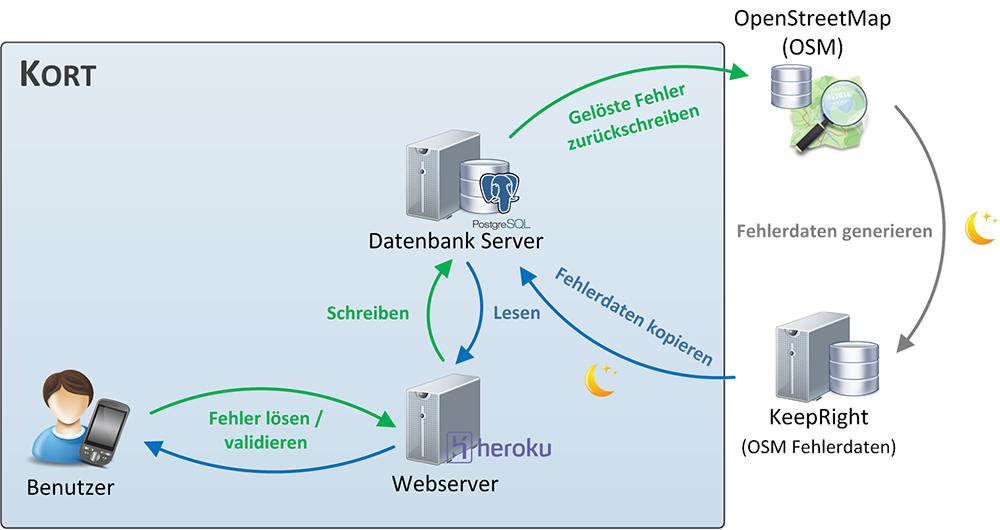 OpenStreetMap
(OSM)
KORT
Gelöste Fehler
zurückschreiben
PostgreSQL
Datenbank Server
Fehlerdaten generieren
Schreiben
Lesen
Fehlerdaten kopieren
KeepRight
(OSM Fehlerdaten)
Fehler lösen /
validieren
heroku
Benutzer
Webserver